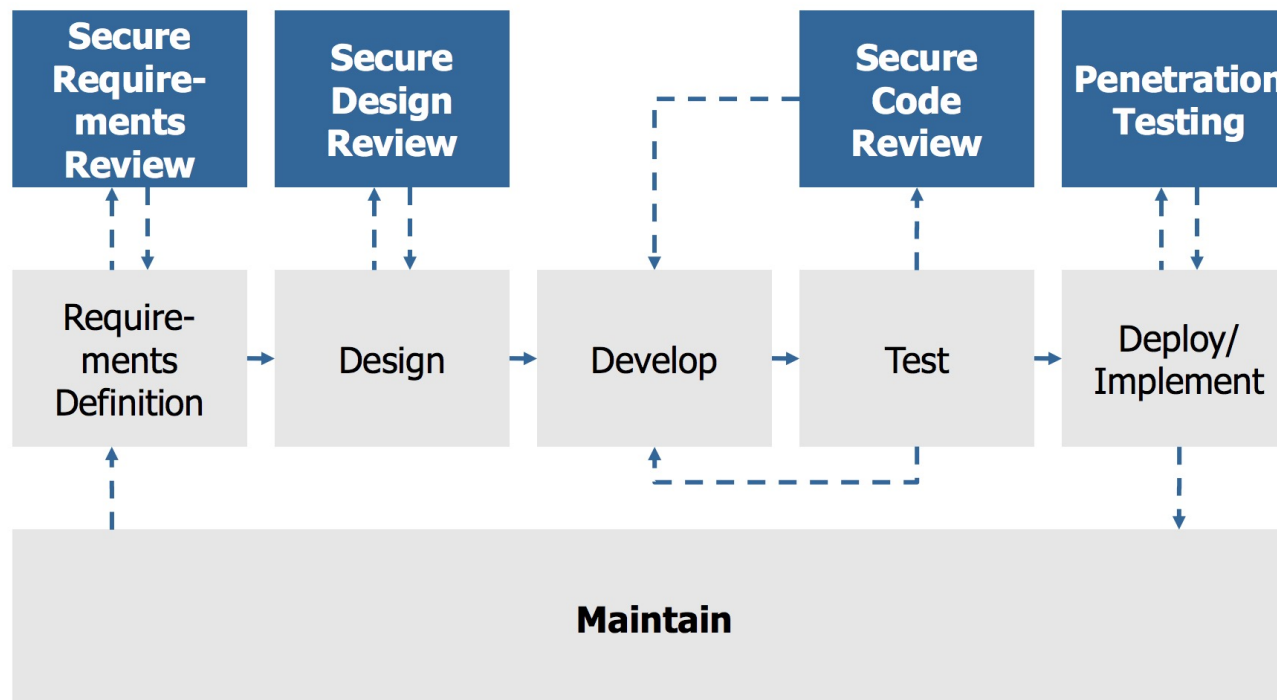 Secure
Require-
ments
Review
Secure
Design
Review
Secure
Code
Review
Penetration
Testing
Require-
ments
Definition
Design
Develop
Test
Deploy/
Implement
Maintain